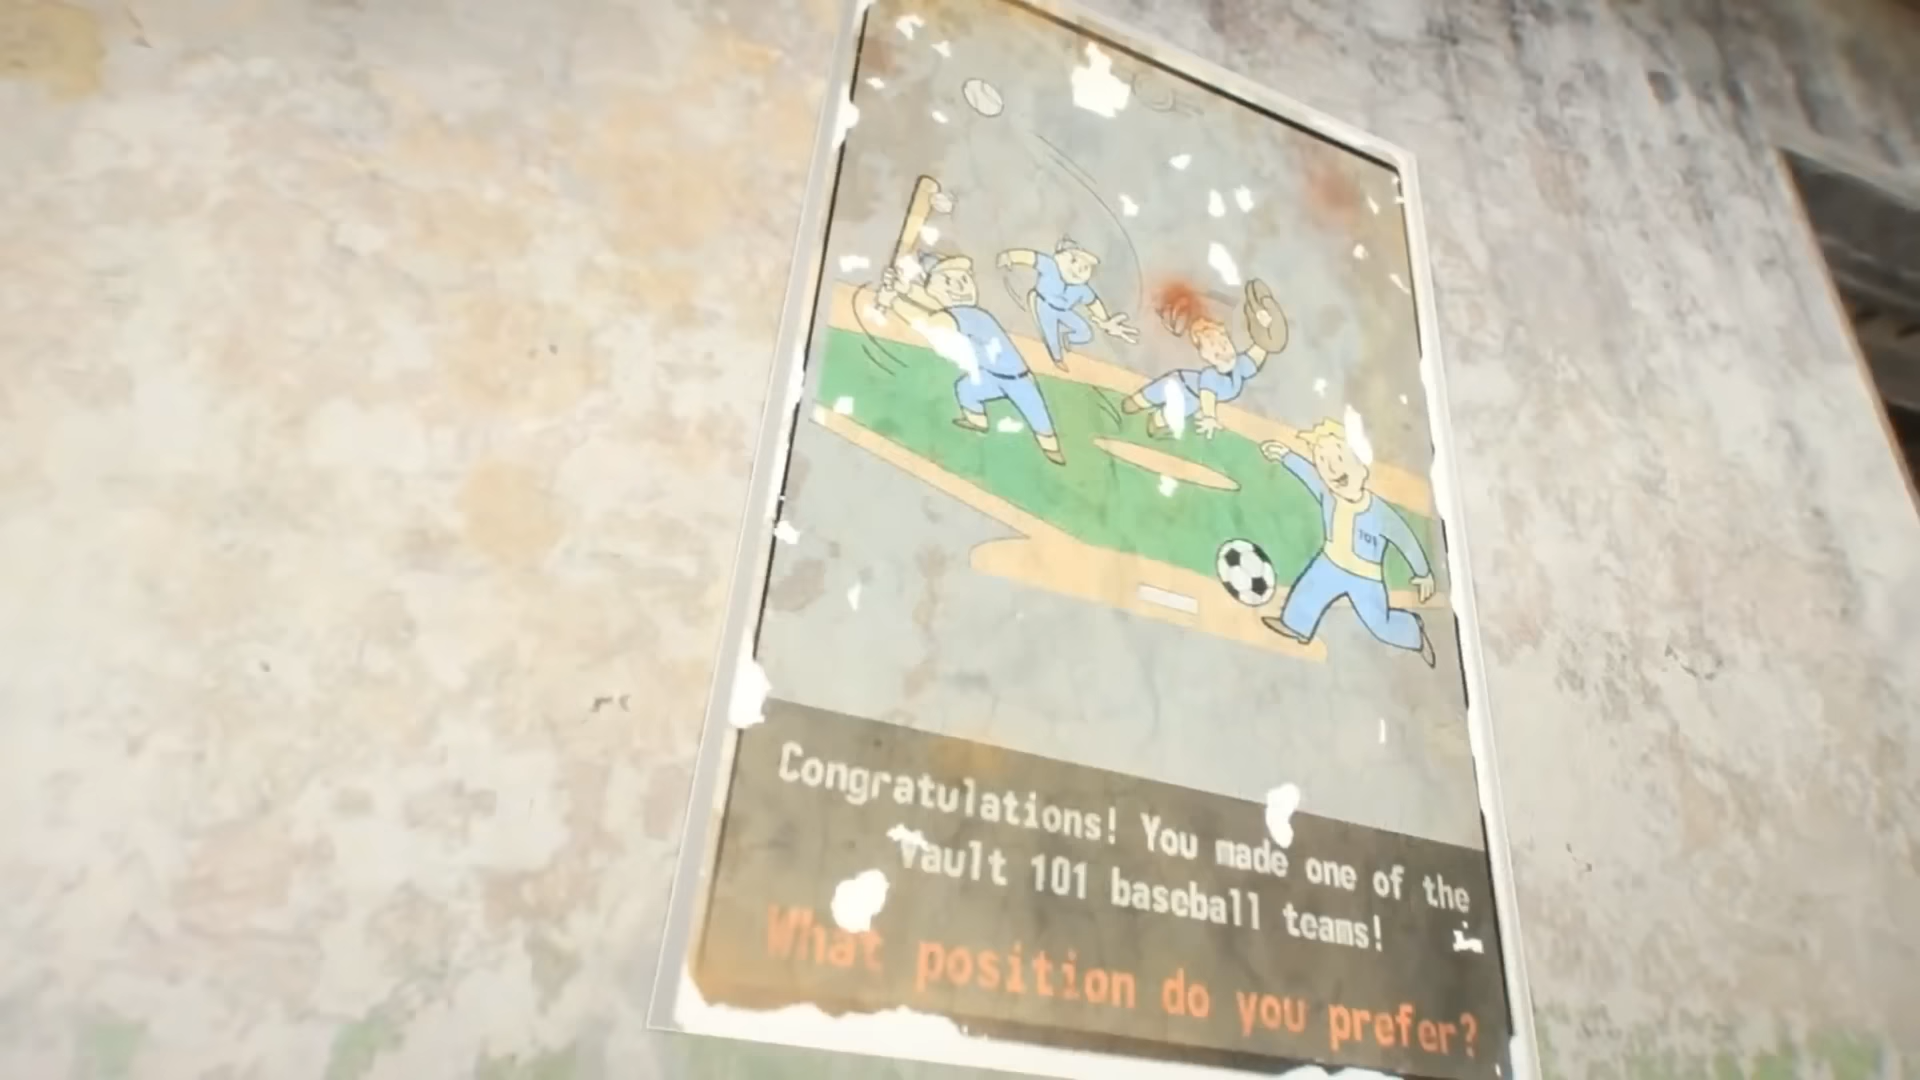 101
Congratulations! You made one of the
Vault 101 baseball teams!
What position do you prefer?